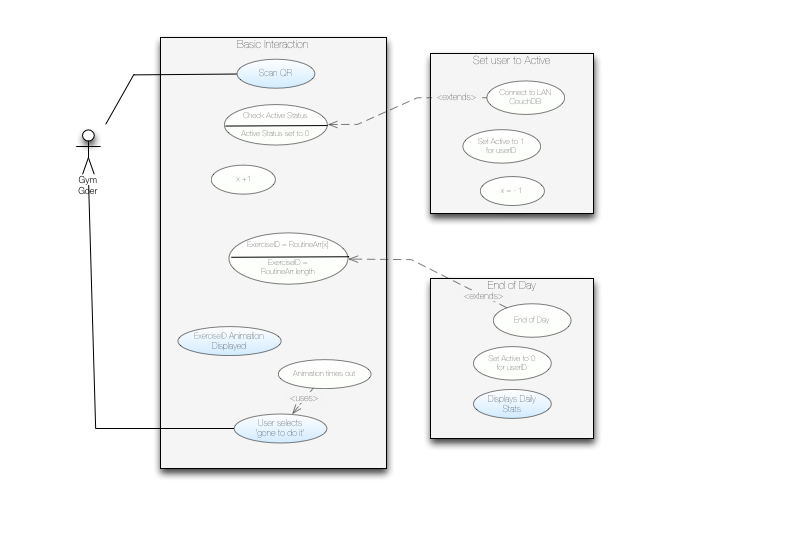 Basic Interaction
Scan QR
Check Active Status
Active Status set to 0
x +1
ExerciseID = RoutineArr[x]
ExerciseID =
RoutineArr.length
ExerciseID Animation
Displayed
Animation times out
<uses>
User selects
'gone to do it'
Gym
Goer
Set user to Active
<extends>
Connect to LAN
CouchDB
Set Active to 1
for userID
x = - 1
End of Day
<extends>
End of Day
Set Active to 0
for userID
Displays Daily
Stats